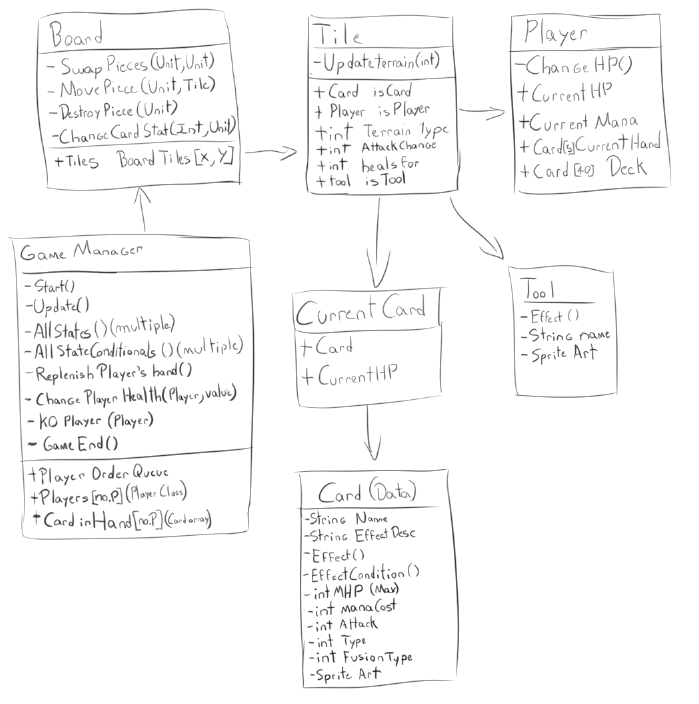 Board
- Swap Pieces (Unit, Unit)
- Move Piece (Unit, Tile)
- Destroy Piece (Unit)
- Change Card Stat (Int, Unit)
+ Tiles Board Tiles [X, Y]
Tile
- Update terrain (int)
+ Card isCard
+ Player isPlayer
+ int Terrain Type
+ int AttackChange
+ int heals for
+ tool isTool
Player
- Change HP()
+ Current HP
+ Current Mana
+ Card[5] Current Hand
+ Card [40] Deck
Game Manager
- Start()
- Update()
- All States () (multiple)
- All State Conditionals () (multiple)
- Replenish Player's hand()
- Change Player Health (Player, value)
- KO Player (Player)
- Game End ()
+ Player Order Queue
+ Players [no.P] (Player Class)
+ Card in Hand [no.P] (Card array)
Current Card
+ Card
+ Current HP
Tool
- Effect ()
- String name
- Sprite Art
Card (Data)
- String Name
- String Effect Desc
- Effect ()
- Effect Condition ()
- int MHP (Max)
- int manaCost
- int Attack
- int Type
- int Fusion Type
- Sprite Art